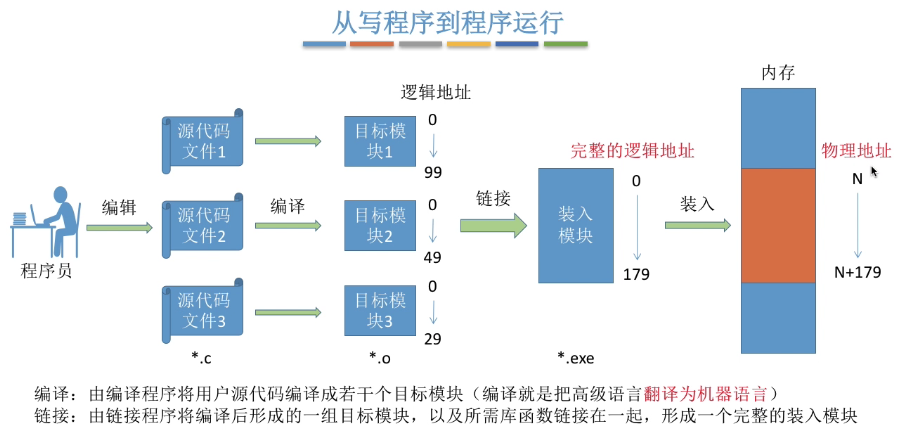 从写程序到程序运行
内存
逻辑地址
源代码
文件1
目标模
块1
0
99
完整的逻辑地址
物理地址
程序员
编辑
源代码
文件2
编译
目标模
块2
0
49
链接
装入
模块
0
179
装入
N
N+179
源代码
文件3
目标模
块3
0
29
*.c
*.o
*.exe
编译：由编译程序将用户源代码编译成若干个目标模块（编译就是把高级语言翻译为机器语言）
链接：由链接程序将编译后形成的一组目标模块，以及所需库函数链接在一起，形成一个完整的装入模块